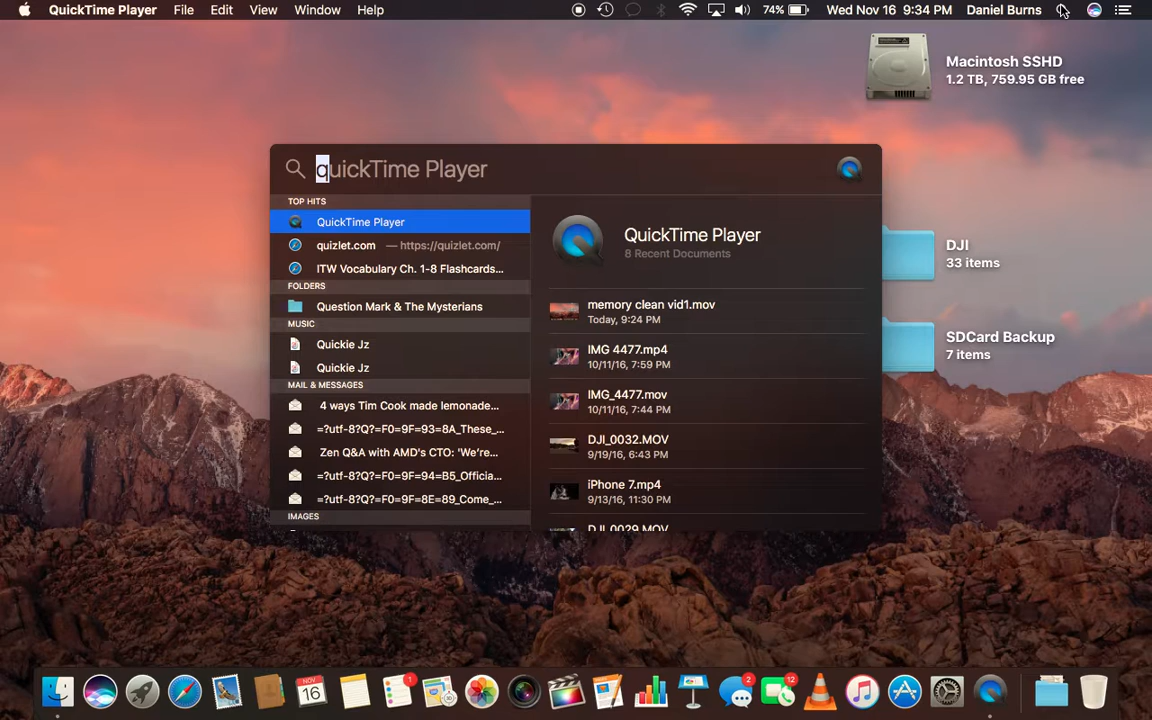 QuickTime Player File Edit View Window Help 74% Wed Nov 16 9:34 PM Daniel Burns
Macintosh SSHD
1.2 TB, 759.95 GB free
quickTime Player
TOP HITS
QuickTime Player
quizlet.com — https://quizlet.com/
ITW Vocabulary Ch. 1-8 Flashcards...
FOLDERS
Question Mark & The Mysterians
MUSIC
Quickie Jz
Quickie Jz
MAIL & MESSAGES
4 ways Tim Cook made lemonade...
=?utf-8?Q?=F0=9F=93=8A_These_...
Zen Q&A with AMD's CTO: 'We're...
=?utf-8?Q?=F0=9F=94=B5_Officia...
=?utf-8?Q?=F0=9F=8E=89_Come_...
IMAGES
QuickTime Player
8 Recent Documents
memory clean vid1.mov
Today, 9:24 PM
IMG 4477.mp4
10/11/16, 7:59 PM
IMG_4477.mov
10/11/16, 7:44 PM
DJI_0032.MOV
9/19/16, 6:43 PM
iPhone 7.mp4
9/13/16, 11:30 PM
DJI_0029.MOV
DJI
33 items
SDCard Backup
7 items
NOV
16
1
2
12